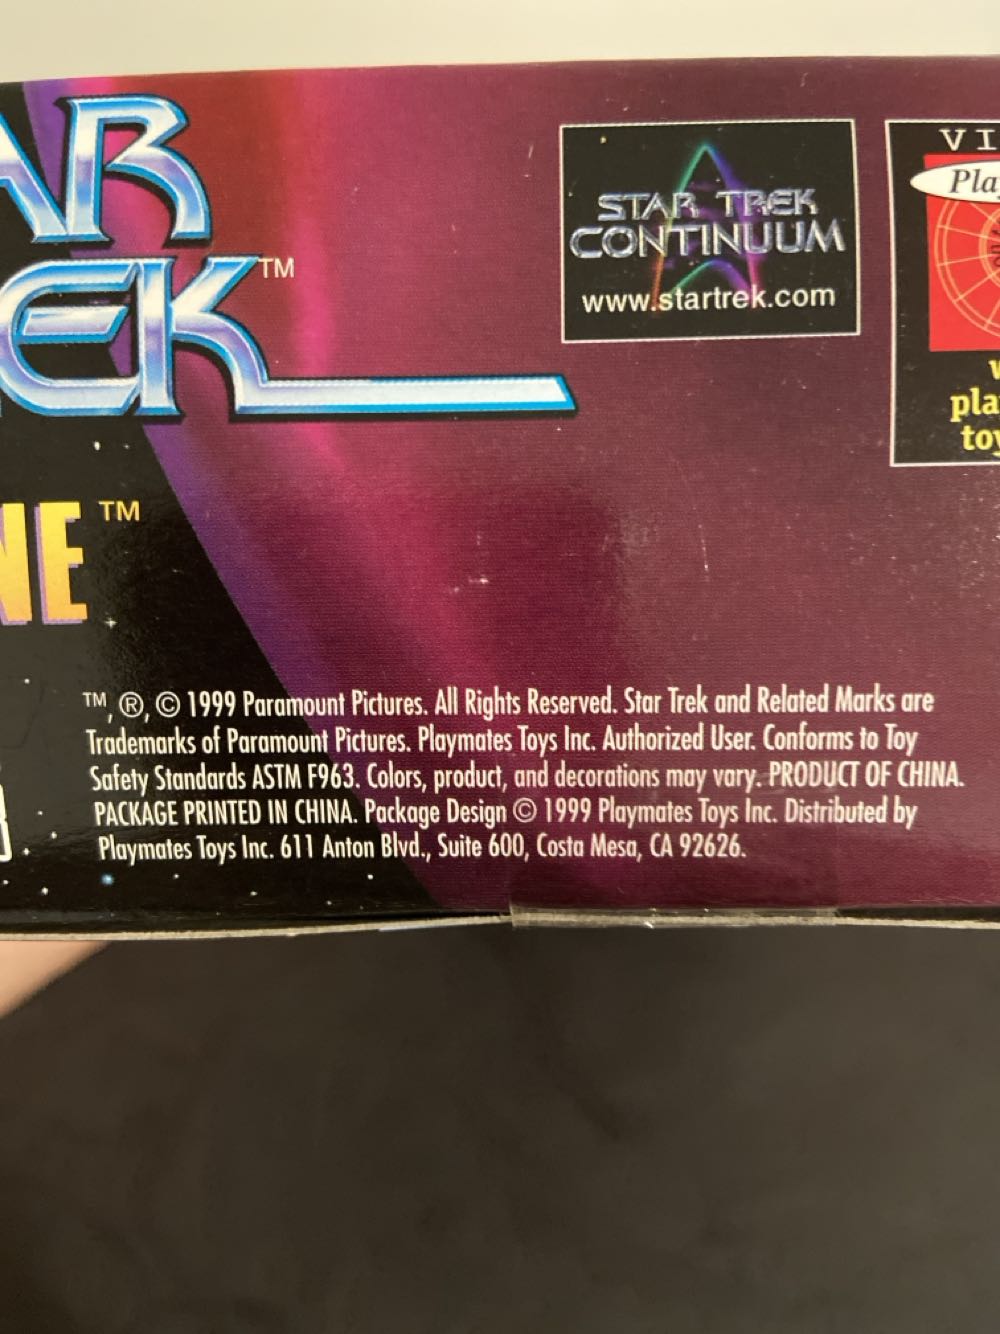 STAR TREK
CONTINUUM
www.startrek.com
TM
TM
TM, ®, © 1999 Paramount Pictures. All Rights Reserved. Star Trek and Related Marks are
Trademarks of Paramount Pictures. Playmates Toys Inc. Authorized User. Conforms to Toy
Safety Standards ASTM F963. Colors, product, and decorations may vary. PRODUCT OF CHINA.
PACKAGE PRINTED IN CHINA. Package Design © 1999 Playmates Toys Inc. Distributed by
Playmates Toys Inc. 611 Anton Blvd., Suite 600, Costa Mesa, CA 92626.